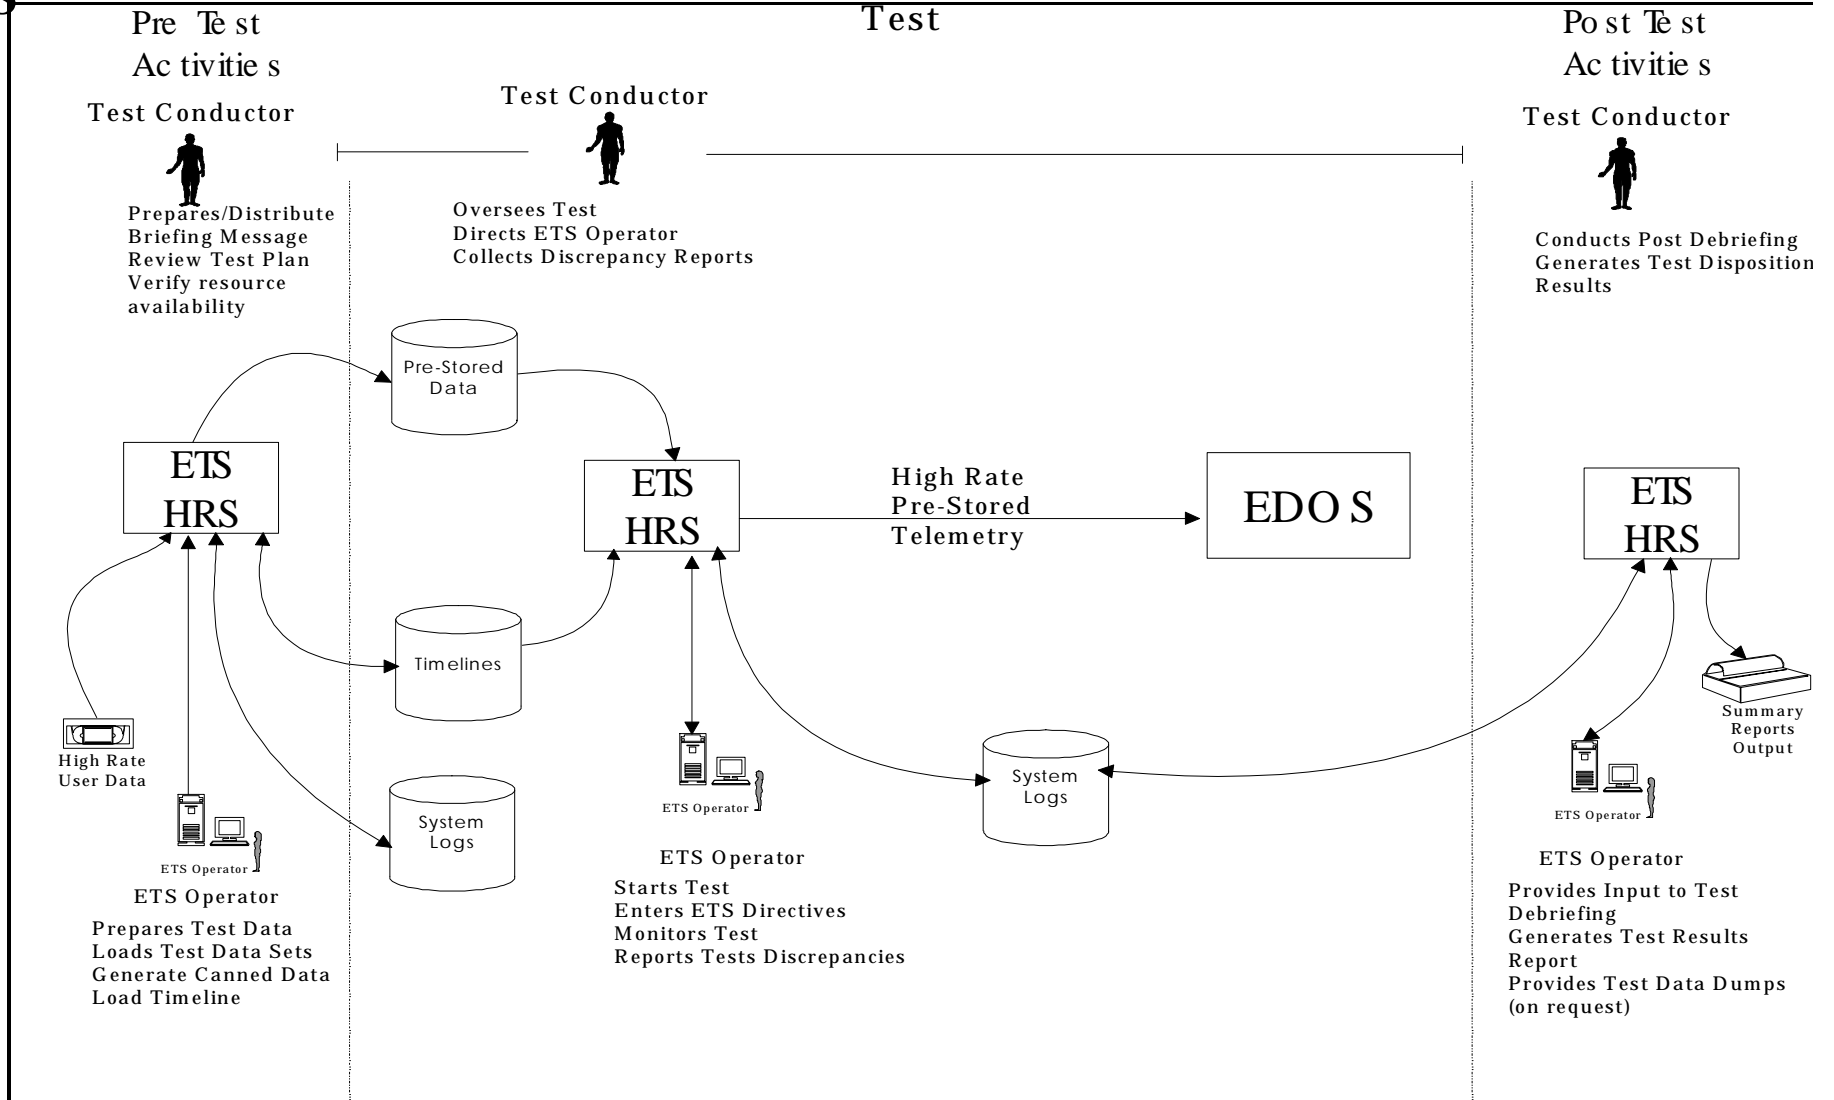 Pre Test
Activities
Test
Post Test
Activities
Test Conductor
Test Conductor
Test Conductor
Prepares/Distribute
Briefing Message
Review Test Plan
Verify resource
availability
Oversees Test
Directs ETS Operator
Collects Discrepancy Reports
Conducts Post Debriefing
Generates Test Disposition
Results
Pre-Stored
Data
ETS
HRS
ETS
HRS
High Rate
Pre-Stored
Telemetry
EDOS
ETS
HRS
Timelines
High Rate
User Data
System
Logs
System
Logs
Summary
Reports
Output
ETS Operator
ETS Operator
Prepares Test Data
Loads Test Data Sets
Generate Canned Data
Load Timeline
ETS Operator
ETS Operator
Starts Test
Enters ETS Directives
Monitors Test
Reports Tests Discrepancies
ETS Operator
ETS Operator
Provides Input to Test
Debriefing
Generates Test Results
Report
Provides Test Data Dumps
(on request)